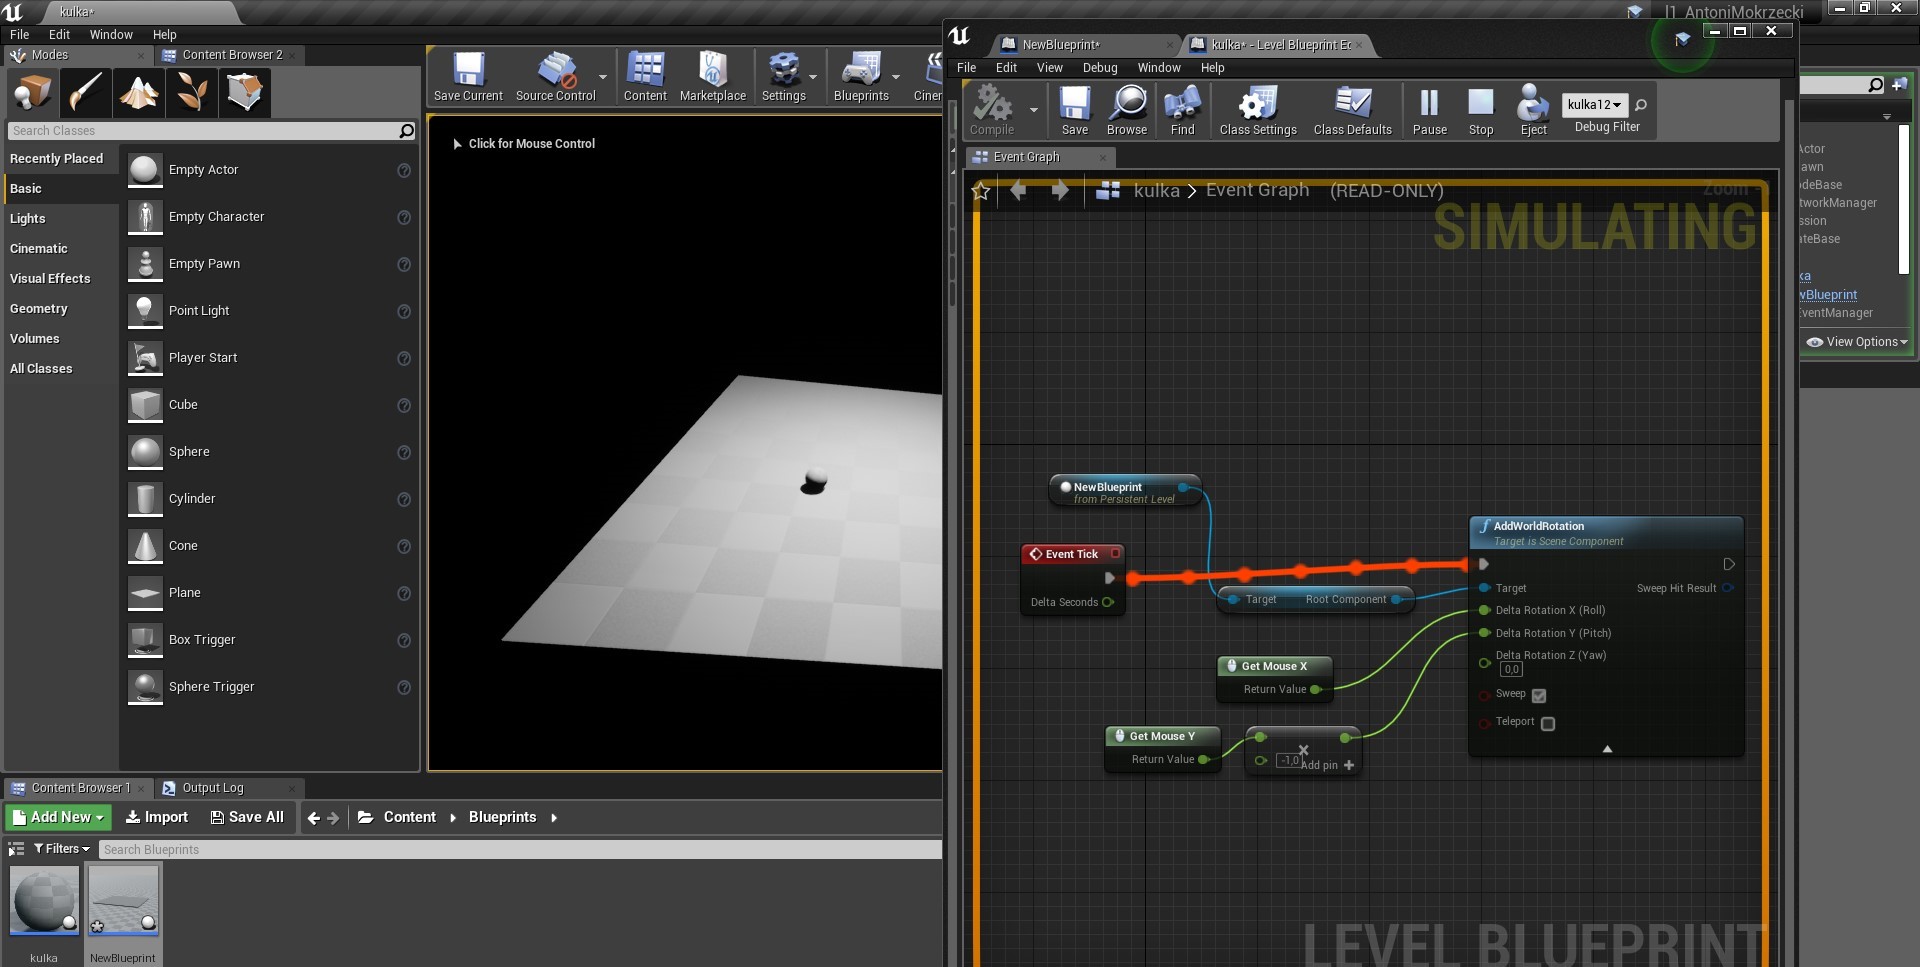 kulka*
l1_AntoniMokrzecki
File Edit Window Help
Modes
Content Browser 2
Search Classes
Recently Placed
Basic
Lights
Cinematic
Visual Effects
Geometry
Volumes
All Classes
Empty Actor
Empty Character
Empty Pawn
Point Light
Player Start
Cube
Sphere
Cylinder
Cone
Plane
Box Trigger
Sphere Trigger
Save Current
Source Control
Content
Marketplace
Settings
Blueprints
Ciner
Click for Mouse Control
NewBlueprint*
kulka* - Level Blueprint Ec
File Edit View Debug Window Help
Compile
Save
Browse
Find
Class Settings
Class Defaults
Pause
Stop
Eject
kulka12
Debug Filter
Event Graph
kulka > Event Graph (READ-ONLY)
Zoom -
SIMULATING
NewBlueprint
from Persistent Level
Event Tick
Delta Seconds
Target Root Component
Get Mouse X
Return Value
Get Mouse Y
Return Value
-1,0
Add pin +
f AddWorldRotation
Target is Scene Component
Target
Sweep Hit Result
Delta Rotation X (Roll)
Delta Rotation Y (Pitch)
Delta Rotation Z (Yaw)
0,0
Sweep
Teleport
LEVEL BLUEPRINT
Actor
awn
odeBase
tworkManager
ssion
ateBase
ka
wBlueprint
EventManager
View Options
Content Browser 1
Output Log
Add New
Import
Save All
Content
Blueprints
Filters
Search Blueprints
kulka
NewBlueprint